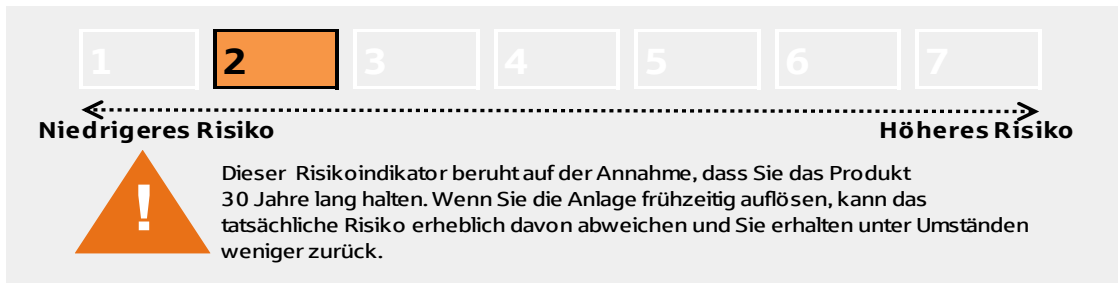 1 2 3 4 5 6 7
Niedrigeres Risiko Höheres Risiko
!
Dieser Risikoindikator beruht auf der Annahme, dass Sie das Produkt
30 Jahre lang halten. Wenn Sie die Anlage frühzeitig auflösen, kann das
tatsächliche Risiko erheblich davon abweichen und Sie erhalten unter Umständen
weniger zurück.